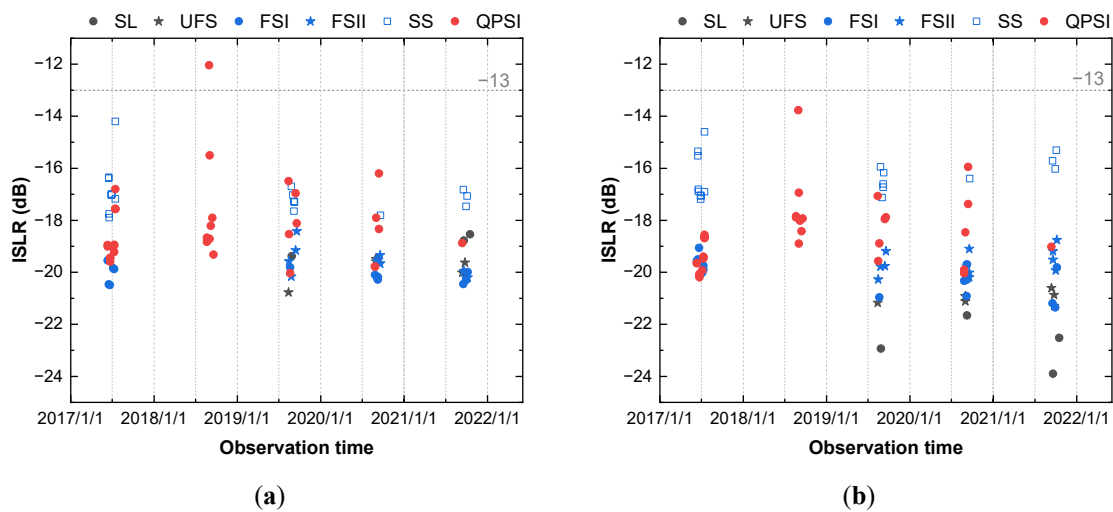 SL UFS FSI FSII SS QPSI
−12
−13
−14
−16
−18
−20
−22
−24
ISLR (dB)
2017/1/1 2018/1/1 2019/1/1 2020/1/1 2021/1/1 2022/1/1
Observation time
(a)
SL UFS FSI FSII SS QPSI
−12
−13
−14
−16
−18
−20
−22
−24
ISLR (dB)
2017/1/1 2018/1/1 2019/1/1 2020/1/1 2021/1/1 2022/1/1
Observation time
(b)